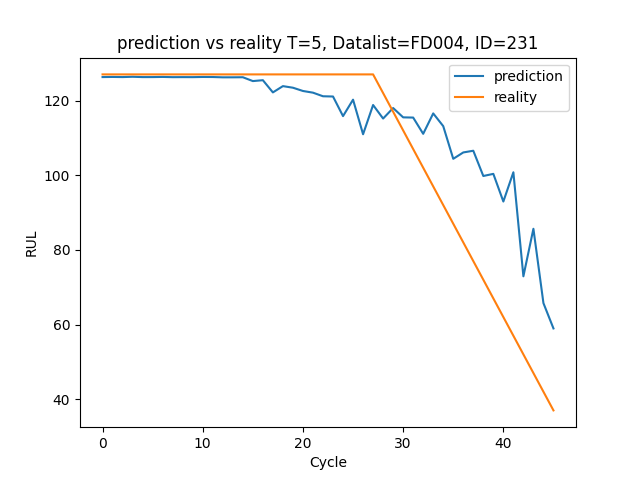 prediction vs reality T=5, Datalist=FD004, ID=231
prediction
reality
RUL
120
100
80
60
40
0 10 20 30 40
Cycle